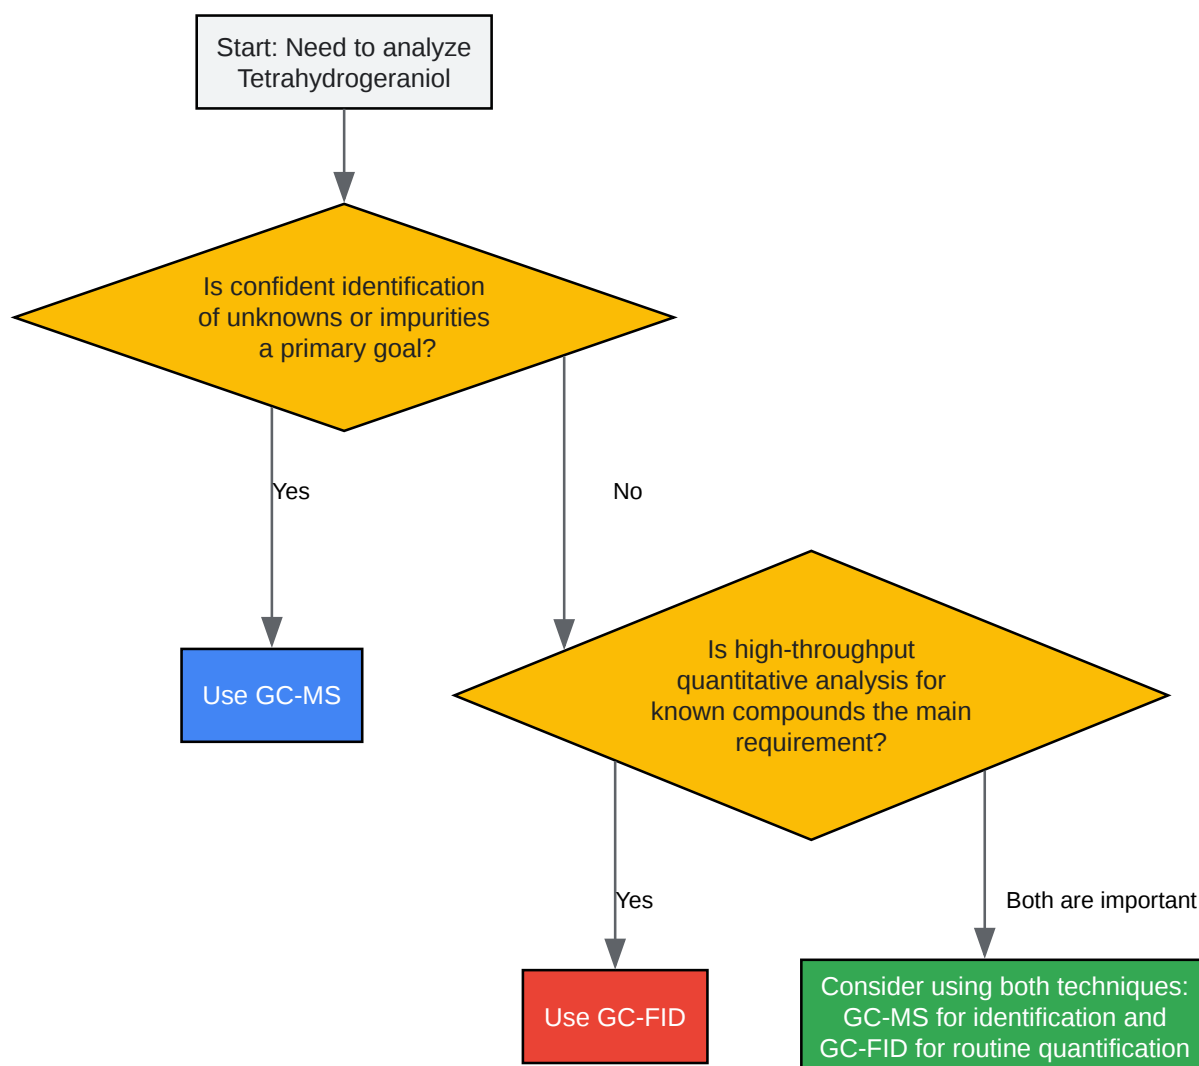 Start: Need to analyze
Tetrahydrogeraniol
Is confident identification
of unknowns or impurities
a primary goal?
Yes
No
Use GC-MS
Is high-throughput
quantitative analysis for
known compounds the main
requirement?
Yes
Both are important
Use GC-FID
Consider using both techniques:
GC-MS for identification and
GC-FID for routine quantification